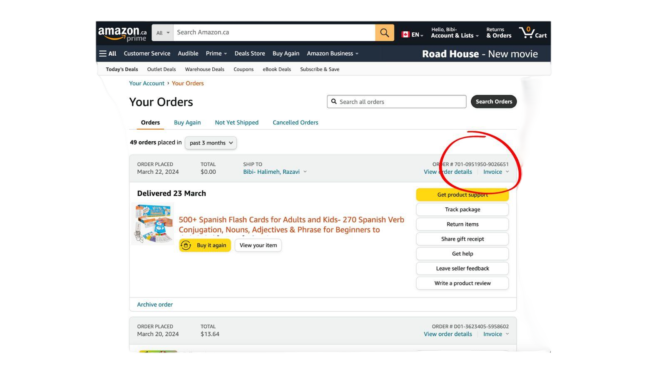 amazon.ca
prime
All
Search Amazon.ca
EN
Hello, Bibi-
Account & Lists
Returns
& Orders
0
Cart
All Customer Service Audible Prime Deals Store Buy Again Amazon Business
Road House - New movie
Today's Deals Outlet Deals Warehouse Deals Coupons eBook Deals Subscribe & Save
Your Account › Your Orders
Your Orders
Search all orders
Search Orders
Orders Buy Again Not Yet Shipped Cancelled Orders
49 orders placed in past 3 months
ORDER PLACED TOTAL SHIP TO ORDER # 701-0951950-9026651
March 22, 2024 $0.00 Bibi- Halimeh, Razavi View order details Invoice
Delivered 23 March
500+ Spanish Flash Cards for Adults and Kids- 270 Spanish Verb
Conjugation, Nouns, Adjectives & Phrase for Beginners to
Buy it again View your item
Get product support
Track package
Return items
Share gift receipt
Get help
Leave seller feedback
Write a product review
Archive order
ORDER PLACED TOTAL ORDER # D01-3623405-5958602
March 20, 2024 $13.64 View order details Invoice